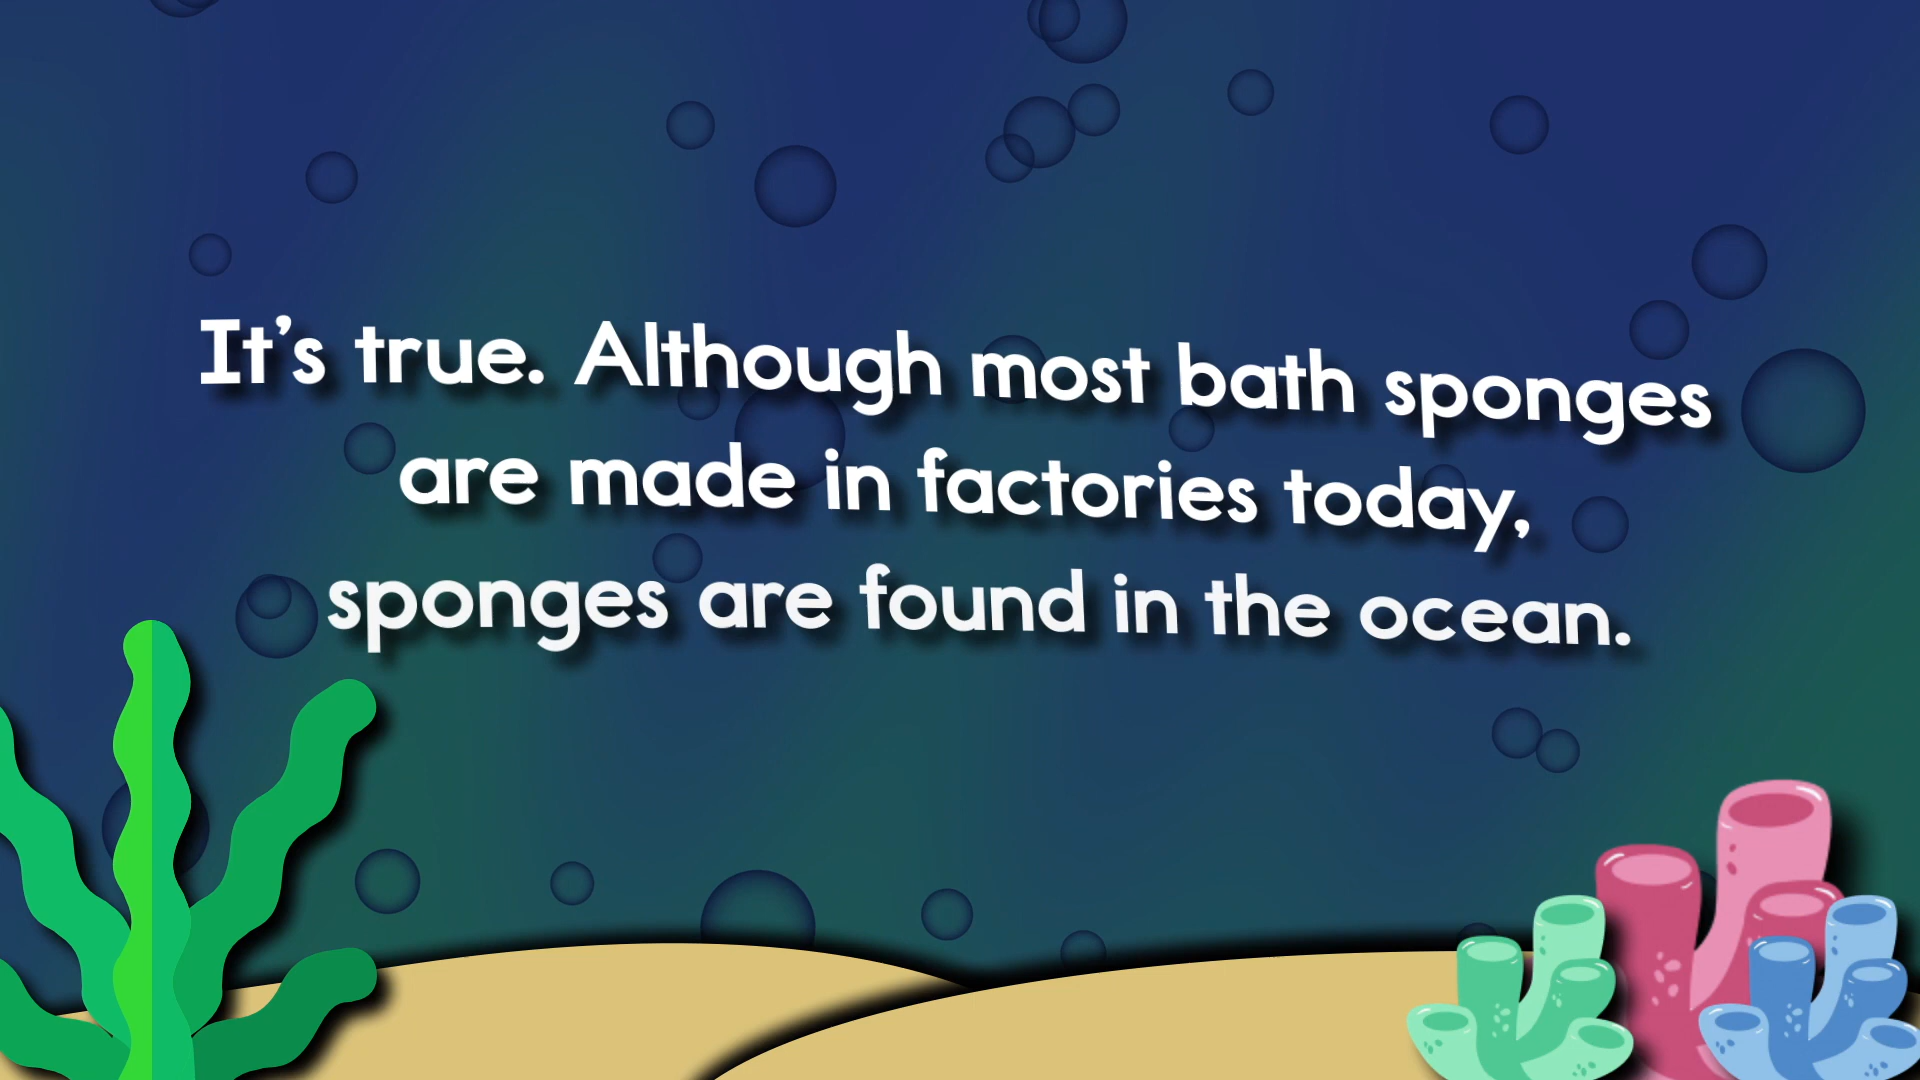 It's true. Although most bath sponges
are made in factories today,
sponges are found in the ocean.